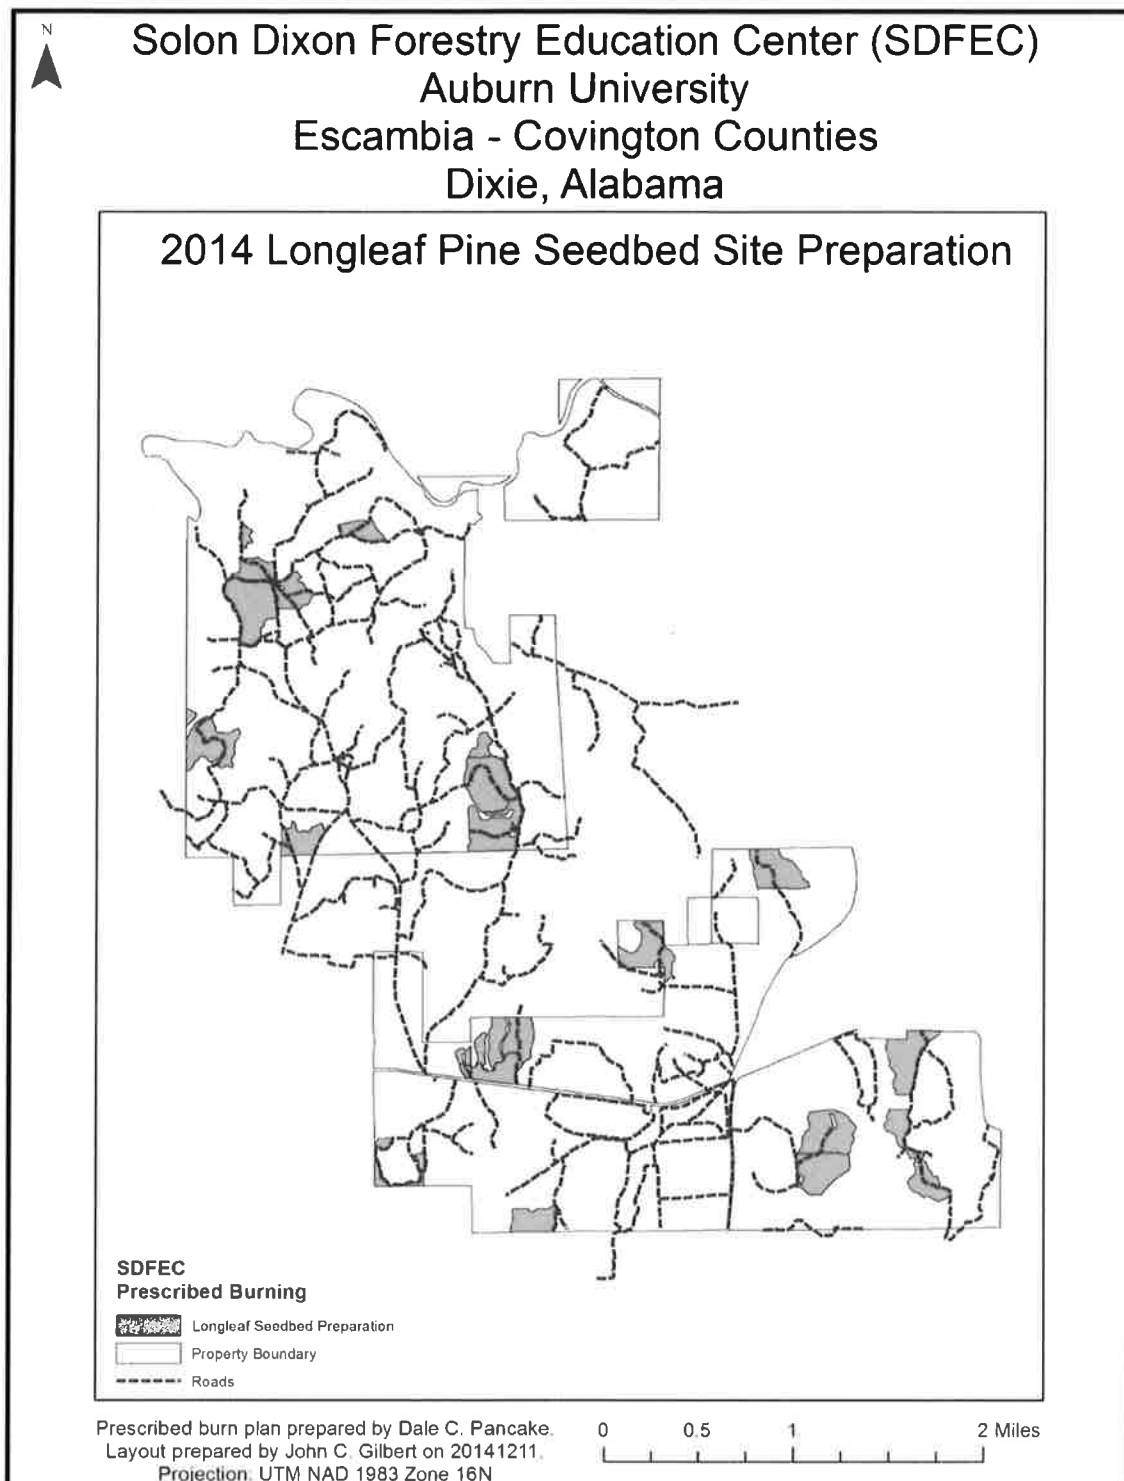 N
Solon Dixon Forestry Education Center (SDFEC)
Auburn University
Escambia - Covington Counties
Dixie, Alabama
2014 Longleaf Pine Seedbed Site Preparation
SDFEC
Prescribed Burning
Longleaf Seedbed Preparation
Property Boundary
Roads
Prescribed burn plan prepared by Dale C. Pancake.
Layout prepared by John C. Gilbert on 20141211.
Projection: UTM NAD 1983 Zone 16N
0 0.5 1 2 Miles